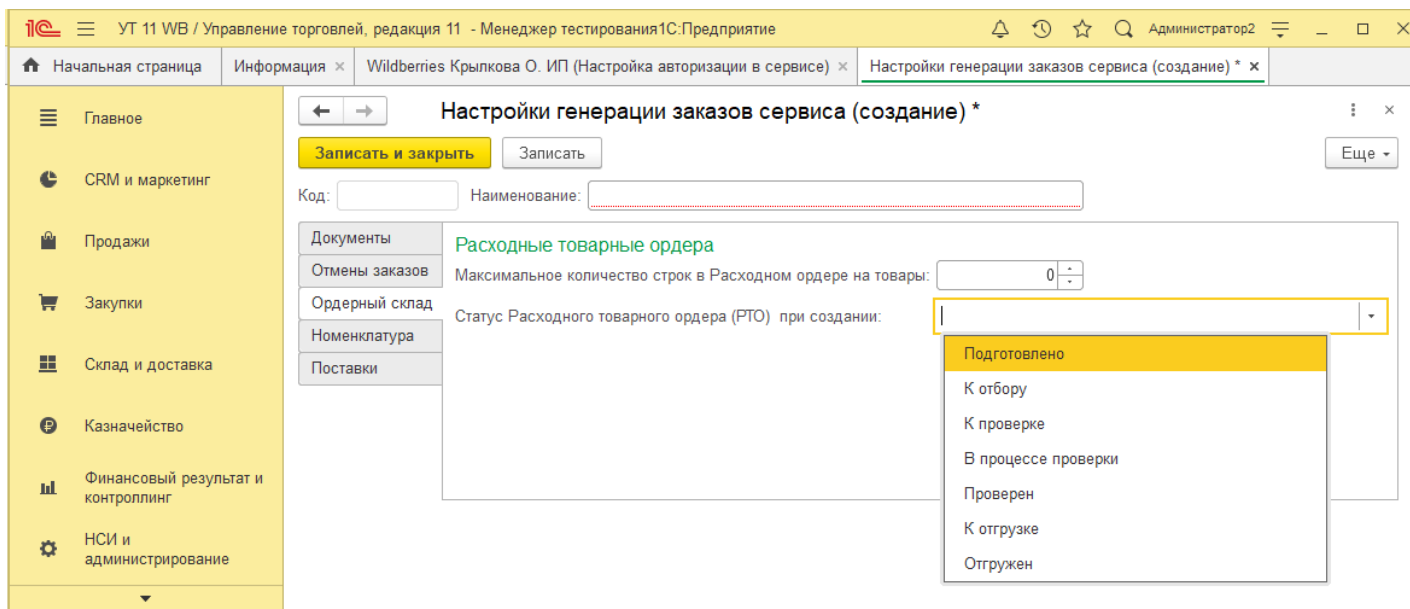 1С УТ 11 WB / Управление торговлей, редакция 11 - Менеджер тестирования1С:Предприятие Администратор2
Начальная страница Информация × Wildberries Крылкова О. ИП (Настройка авторизации в сервисе) × Настройки генерации заказов сервиса (создание) * ×
Главное
CRM и маркетинг
Продажи
Закупки
Склад и доставка
Казначейство
Финансовый результат и
контроллинг
НСИ и
администрирование
Настройки генерации заказов сервиса (создание) *
Записать и закрыть Записать Еще
Код: Наименование:
Документы
Отмены заказов
Ордерный склад
Номенклатура
Поставки
Расходные товарные ордера
Максимальное количество строк в Расходном ордере на товары: 0
Статус Расходного товарного ордера (РТО) при создании:
Подготовлено
К отбору
К проверке
В процессе проверки
Проверен
К отгрузке
Отгружен